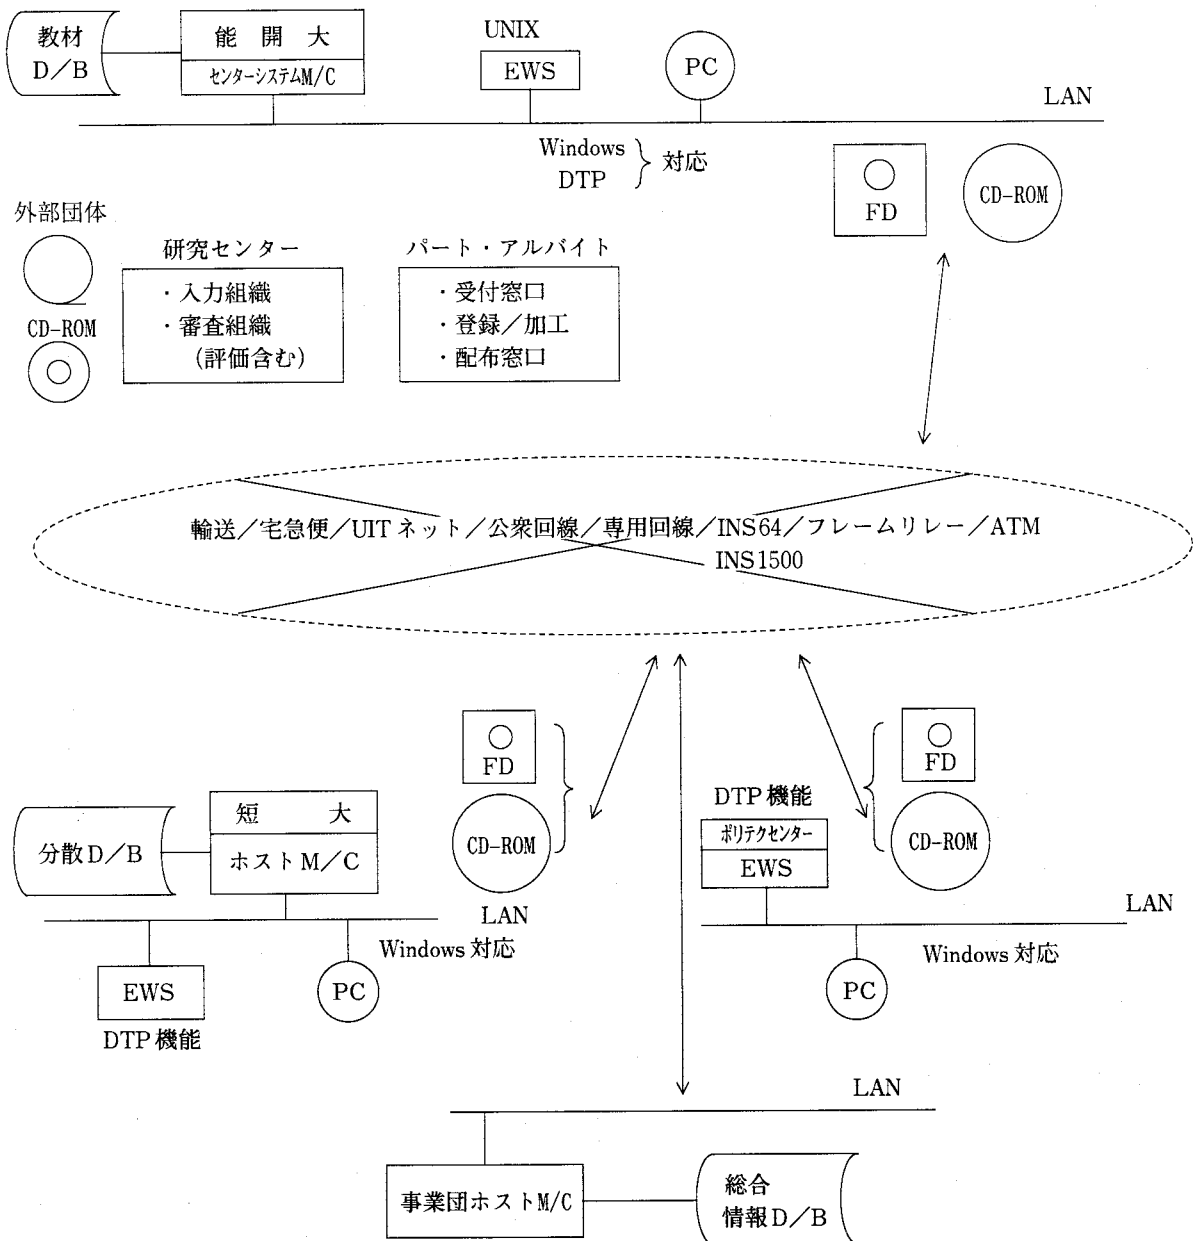 教材
D／B
能開大
センターシステムM/C
UNIX
EWS
PC
LAN
Windows
DTP
対応
FD
CD-ROM
外部団体
CD-ROM
研究センター
・入力組織
・審査組織
（評価含む）
パート・アルバイト
・受付窓口
・登録／加工
・配布窓口
輸送／宅急便／UITネット／公衆回線／専用回線／INS64／フレームリレー／ATM
INS1500
分散D／B
短大
ホストM／C
FD
CD-ROM
LAN
Windows対応
EWS
DTP機能
PC
DTP機能
ポリテクセンター
EWS
FD
CD-ROM
LAN
Windows対応
PC
LAN
事業団ホストM/C
総合
情報D／B